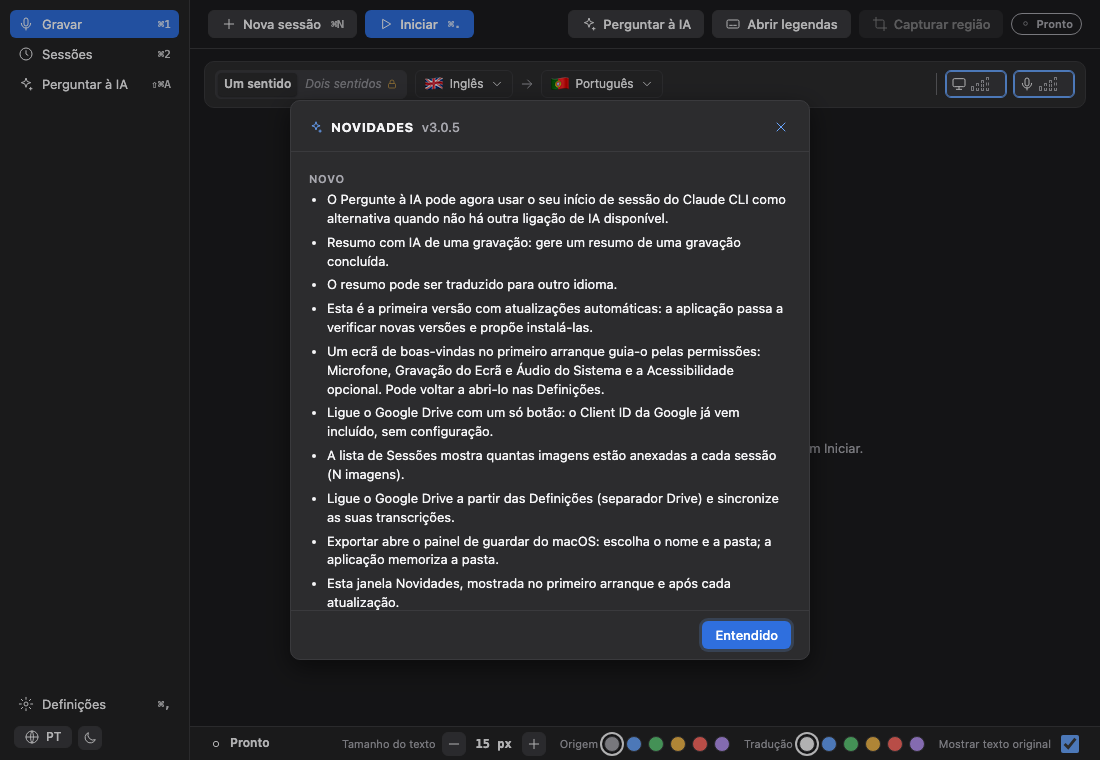 Gravar ⌘1
Sessões ⌘2
Perguntar à IA ⇧⌘A
Nova sessão ⌘N
Iniciar ⌘.
Perguntar à IA
Abrir legendas
Capturar região
Pronto
Um sentido
Dois sentidos
Inglês
→
Português
NOVIDADES v3.0.5
NOVO
• O Pergunte à IA pode agora usar o seu início de sessão do Claude CLI como
alternativa quando não há outra ligação de IA disponível.
• Resumo com IA de uma gravação: gere um resumo de uma gravação
concluída.
• O resumo pode ser traduzido para outro idioma.
• Esta é a primeira versão com atualizações automáticas: a aplicação passa a
verificar novas versões e propõe instalá-las.
• Um ecrã de boas-vindas no primeiro arranque guia-o pelas permissões:
Microfone, Gravação do Ecrã e Áudio do Sistema e a Acessibilidade
opcional. Pode voltar a abri-lo nas Definições.
• Ligue o Google Drive com um só botão: o Client ID da Google já vem
incluído, sem configuração.
• A lista de Sessões mostra quantas imagens estão anexadas a cada sessão
(N imagens).
• Ligue o Google Drive a partir das Definições (separador Drive) e sincronize
as suas transcrições.
• Exportar abre o painel de guardar do macOS: escolha o nome e a pasta; a
aplicação memoriza a pasta.
• Esta janela Novidades, mostrada no primeiro arranque e após cada
atualização.
m Iniciar.
Entendido
Definições ⌘,
PT
Pronto
Tamanho do texto
15 px
Origem
Tradução
Mostrar texto original